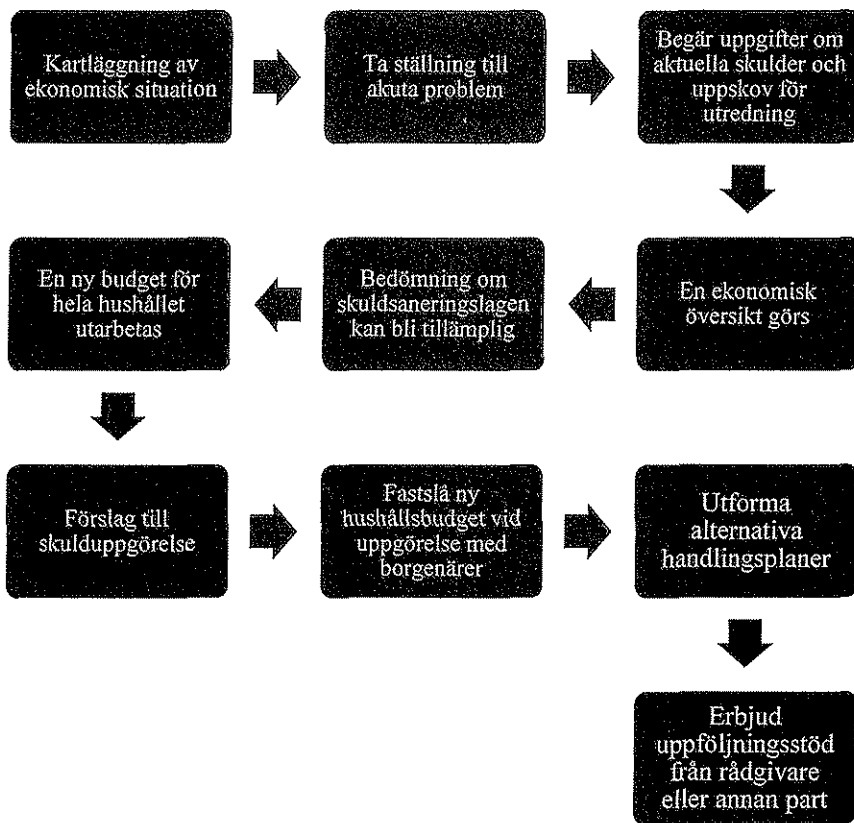 Kartläggning av
ekonomisk situation
Ta ställning till
akuta problem
Begär uppgifter om
aktuella skulder och
uppskov för
utredning
En ekonomisk
översikt görs
Bedömning om
skuldsaneringslagen
kan bli tillämplig
En ny budget för
hela hushållet
utarbetas
Förslag till
skulduppgörelse
Fastslå ny
hushållsbudget vid
uppgörelse med
borgenärer
Utforma
alternativa
handlingsplaner
Erbjud
uppföljningsstöd
från rådgivare
eller annan part